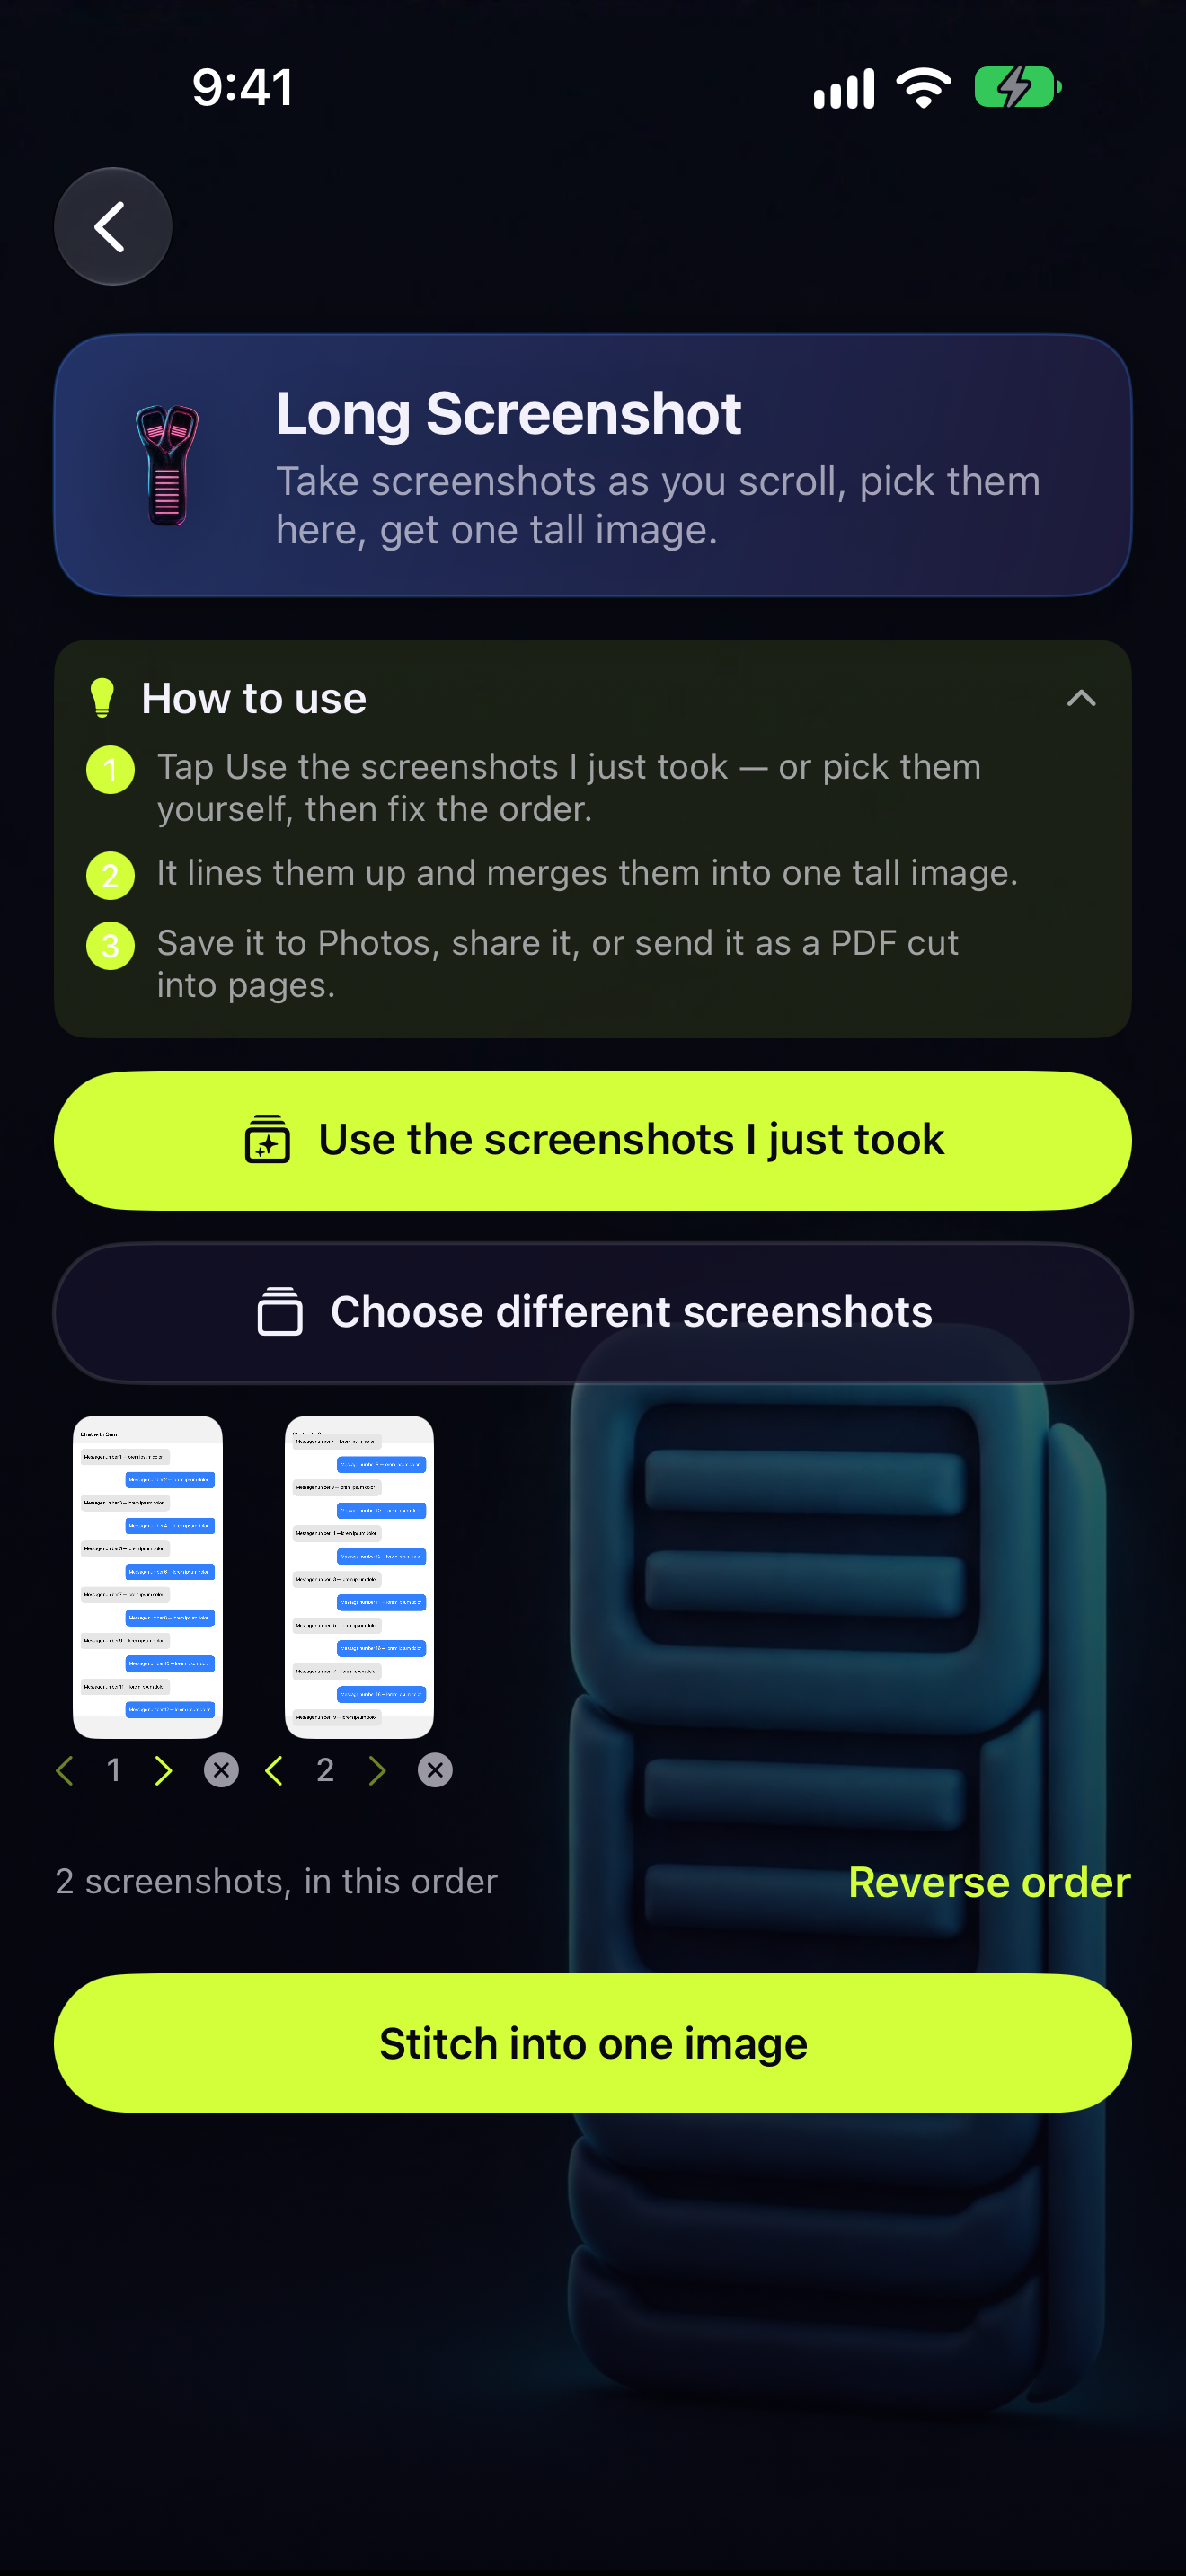 9:41
Long Screenshot
Take screenshots as you scroll, pick them
here, get one tall image.
How to use
1 Tap Use the screenshots I just took — or pick them
yourself, then fix the order.
2 It lines them up and merges them into one tall image.
3 Save it to Photos, share it, or send it as a PDF cut
into pages.
Use the screenshots I just took
Choose different screenshots
1
2
2 screenshots, in this order
Reverse order
Stitch into one image